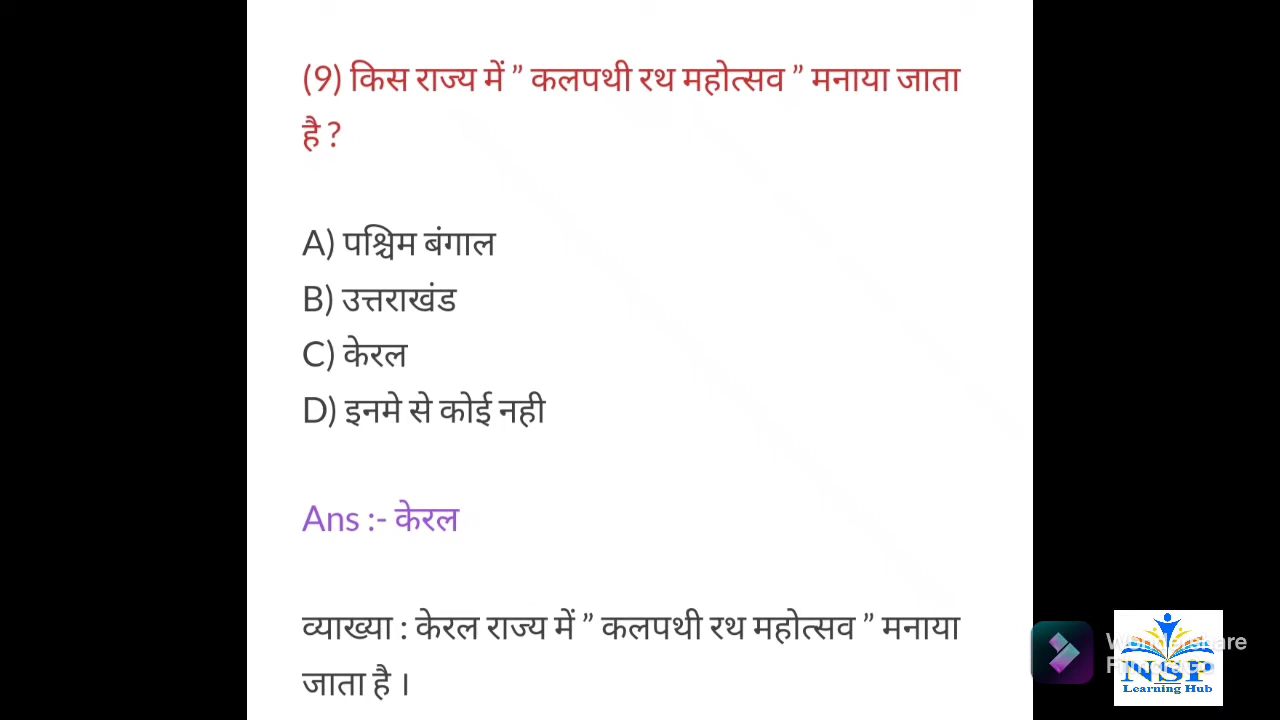 (9) किस राज्य में ” कलपथी रथ महोत्सव ” मनाया जाता
है ?
A) पश्चिम बंगाल
B) उत्तराखंड
C) केरल
D) इनमे से कोई नही
Ans :- केरल
व्याख्या : केरल राज्य में ” कलपथी रथ महोत्सव ” मनाया
जाता है ।
Wondershare
NSP
Learning Hub